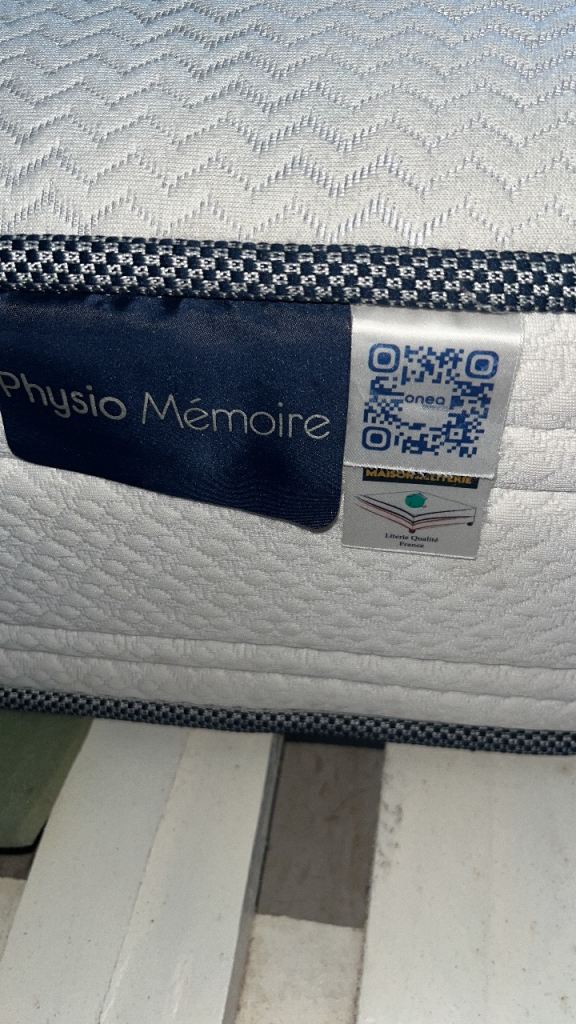 Physio Mémoire
onea
MAISON DE LA LITERIE
Literie Qualité
France